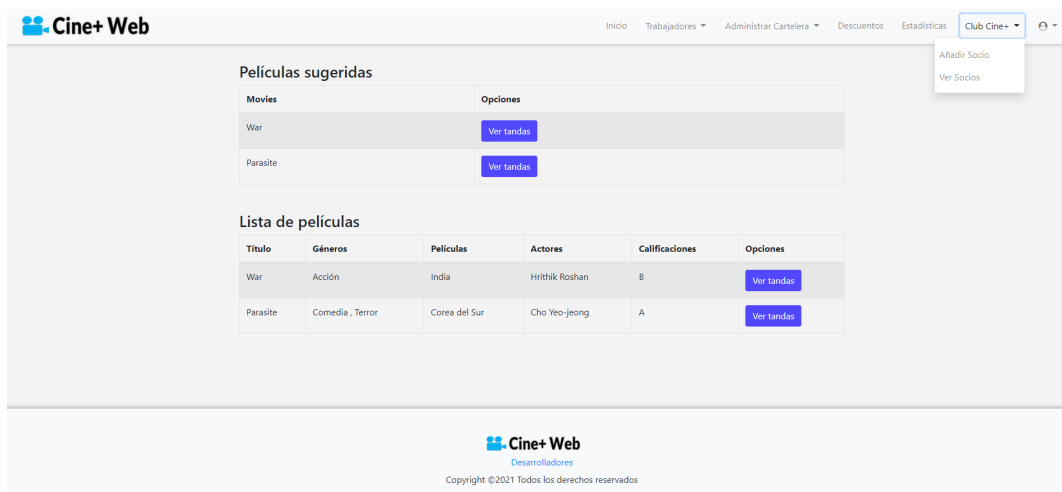 Cine+ Web
Inicio Trabajadores Administrar Cartelera Descuentos Estadísticas Club Cine+
Añadir Socio
Ver Socios
Películas sugeridas
Movies Opciones
War Ver tandas
Parasite Ver tandas
Lista de películas
Título Géneros Películas Actores Calificaciones Opciones
War Acción India Hrithik Roshan B Ver tandas
Parasite Comedia , Terror Corea del Sur Cho Yeo-jeong A Ver tandas
Cine+ Web
Desarrolladores
Copyright ©2021 Todos los derechos reservados